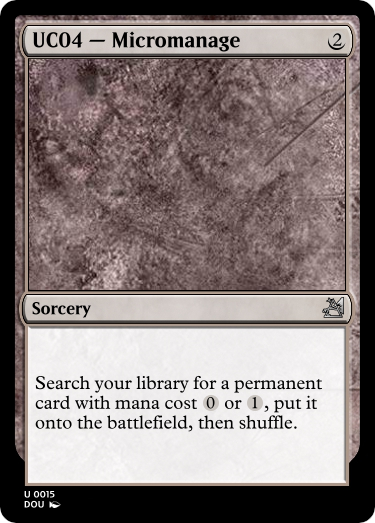 UC04 — Micromanage 2
Sorcery
Search your library for a permanent
card with mana cost 0 or 1, put it
onto the battlefield, then shuffle.
U 0015
DOU